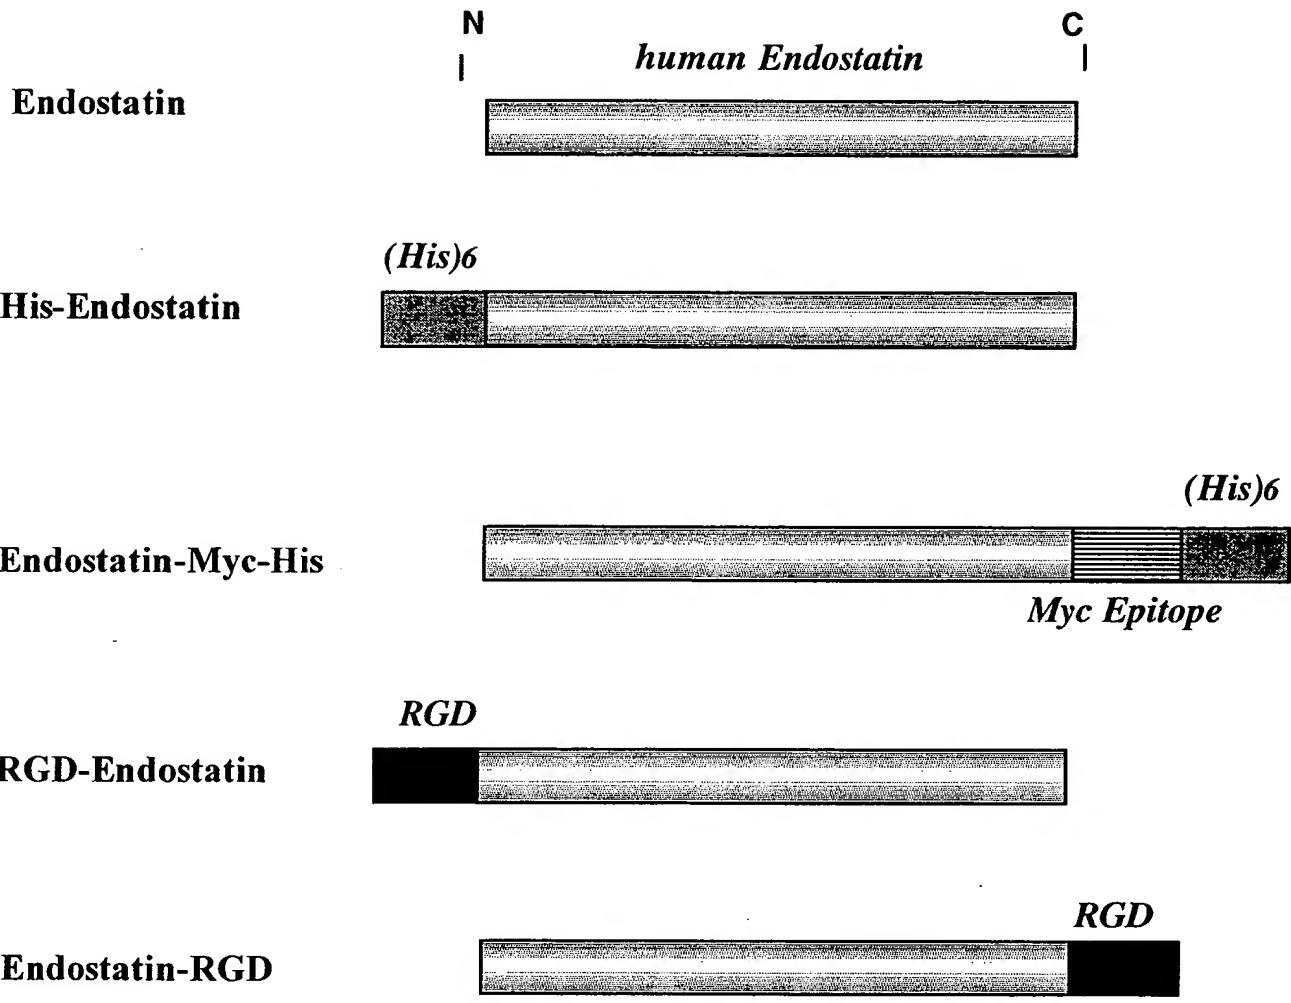 N
C
human Endostatin
Endostatin
(His)6
His-Endostatin
(His)6
Endostatin-Myc-His
Myc Epitope
RGD
RGD-Endostatin
RGD
Endostatin-RGD